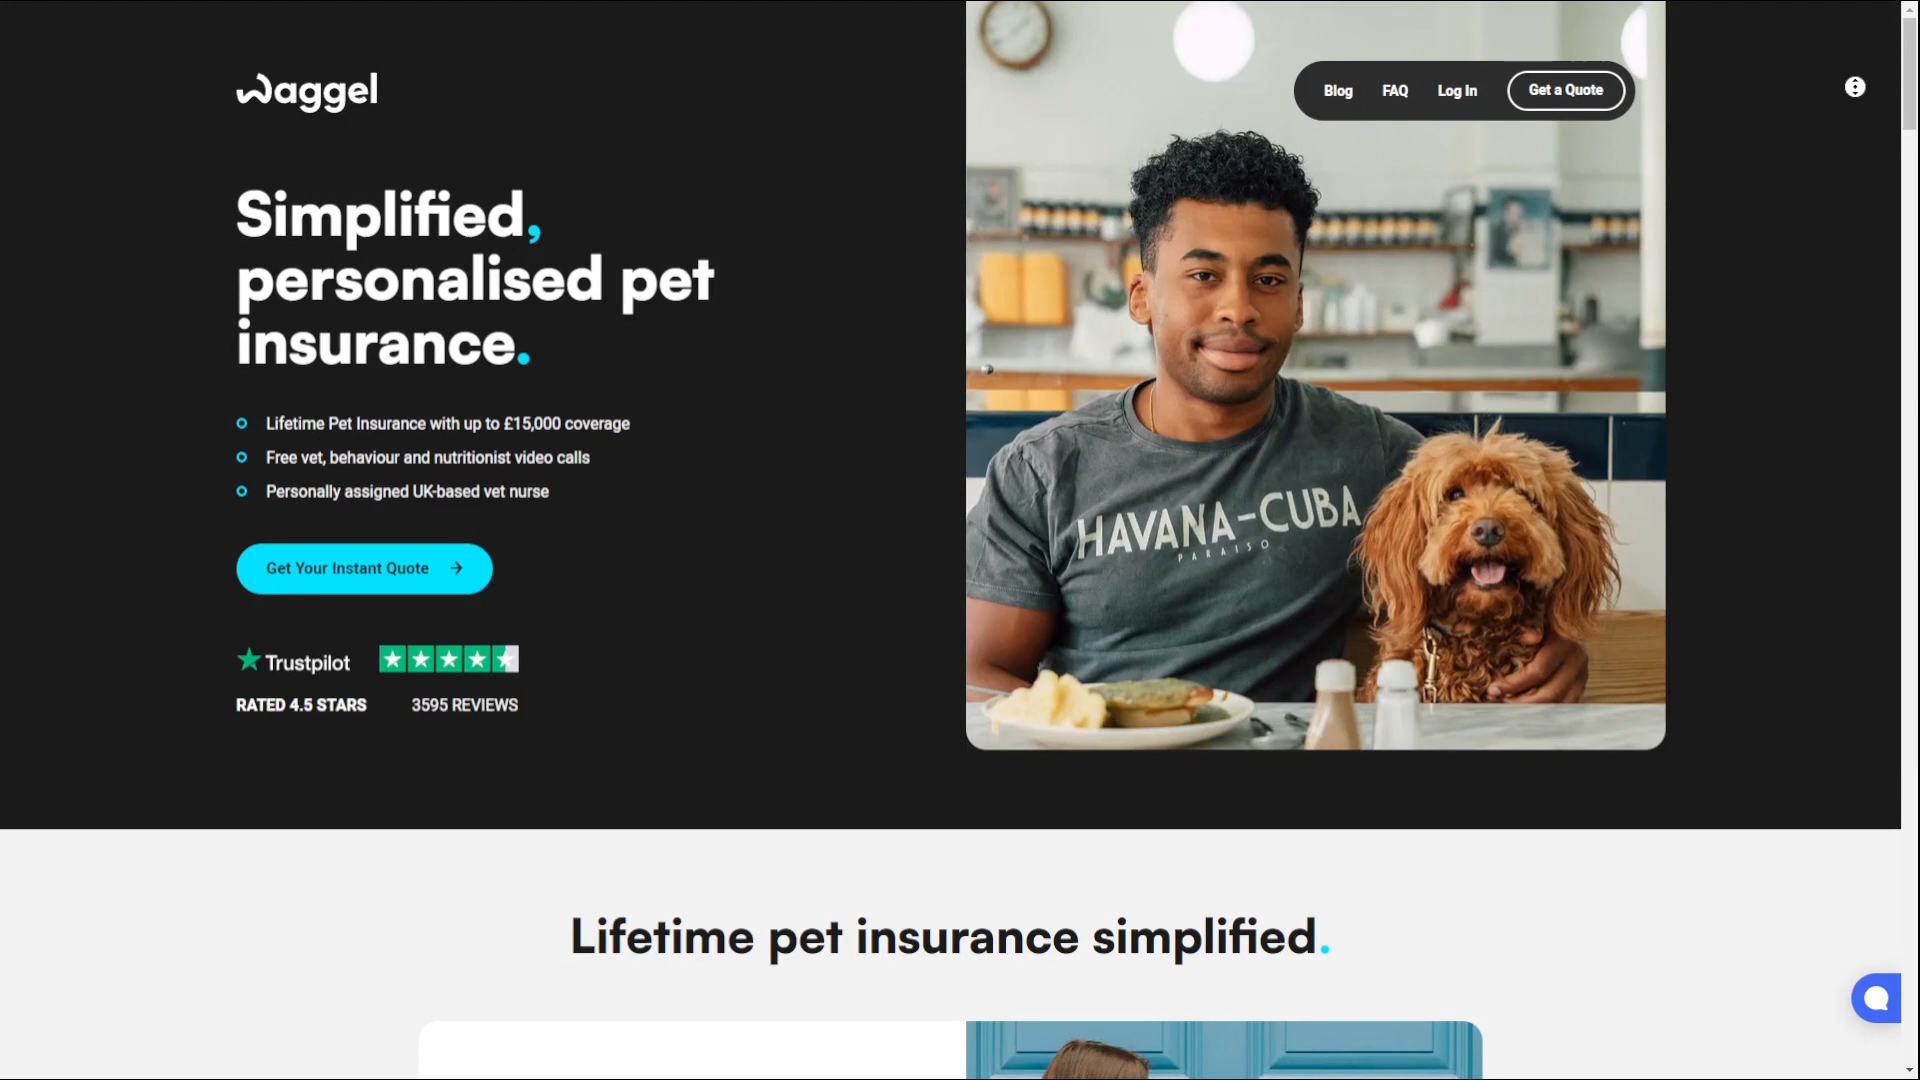 waggel
Blog
FAQ
Log In
Get a Quote
Simplified,
personalised pet
insurance.
Lifetime Pet Insurance with up to £15,000 coverage
Free vet, behaviour and nutritionist video calls
Personally assigned UK-based vet nurse
Get Your Instant Quote
Trustpilot
RATED 4.5 STARS
3595 REVIEWS
HAVANA-CUBA
PARAISO
Lifetime pet insurance simplified.